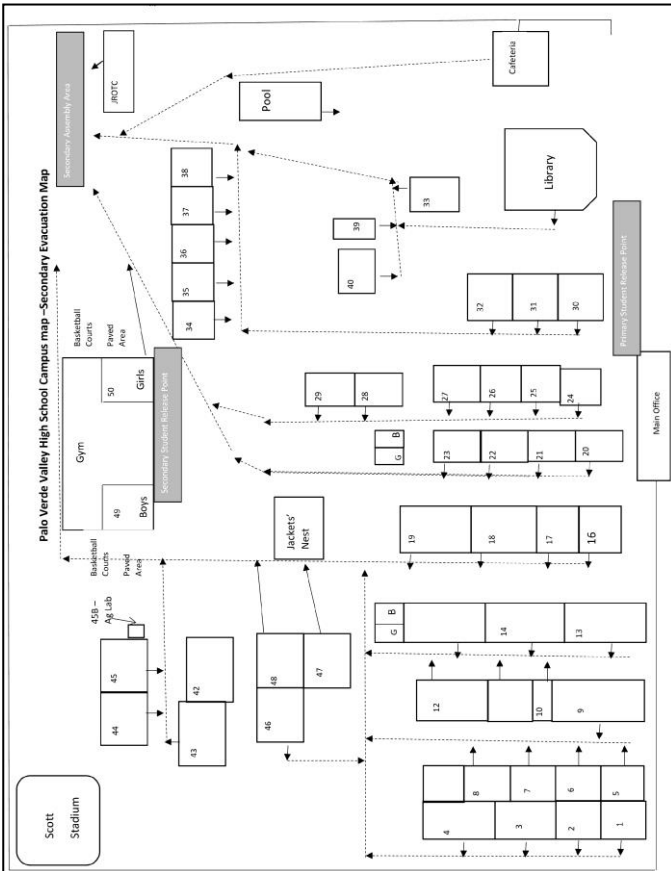 Palo Verde Valley High School Campus map –Secondary Evacuation Map
Scott
Stadium
44
45
45B –
Ag Lab
Basketball
Courts
Paved
Area
49
Boys
Gym
50
Girls
Basketball
Courts
Paved
Area
Secondary Student Release Point
Secondary Assembly Area
JROTC
43
42
46
48
47
Jackets'
Nest
34
35
36
37
38
Pool
40
39
33
Cafeteria
Library
4
3
2
1
8
7
6
5
12
10
9
G
B
14
13
19
18
17
16
G
B
23
22
21
20
29
28
27
26
25
24
32
31
30
Main Office
Primary Student Release Point